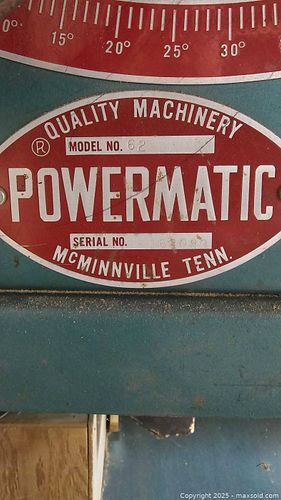 0° 15° 20° 25° 30°
QUALITY MACHINERY
® MODEL NO. 62
POWERMATIC
SERIAL NO.
MCMINNVILLE TENN.
Copyright © 2025 - maxsold.com